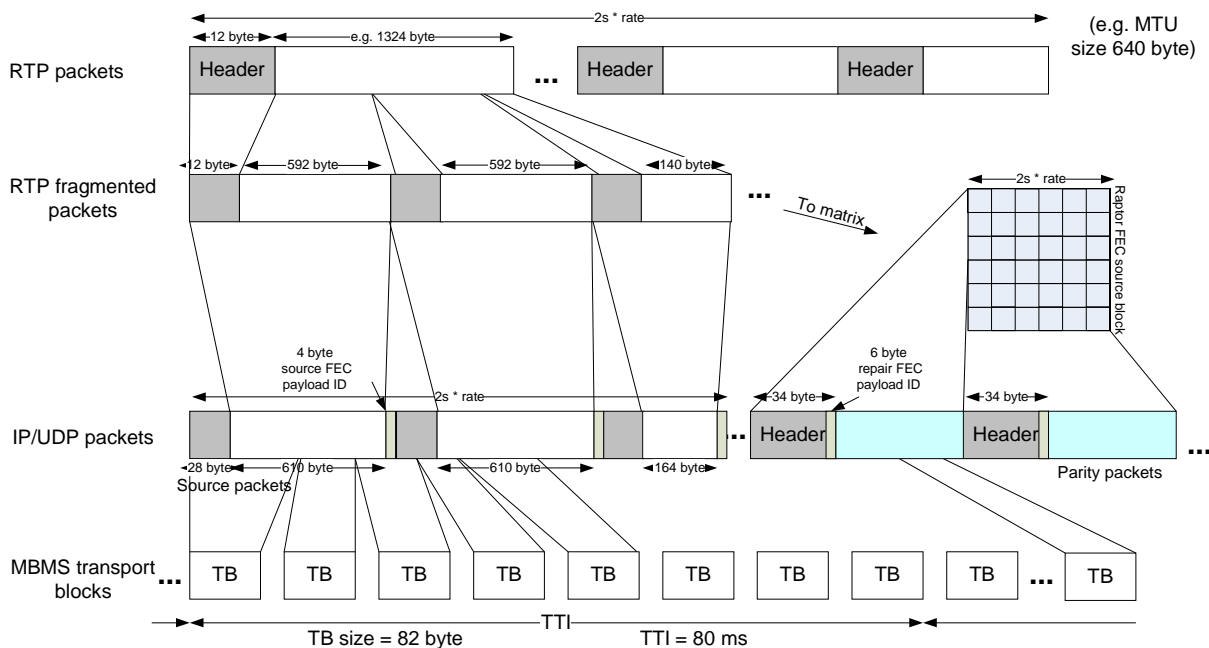 2s * rate
(e.g. MTU
size 640 byte)
12 byte
e.g. 1324 byte
RTP packets
Header
...
Header
Header
12 byte
592 byte
592 byte
140 byte
RTP fragmented
packets
...
To matrix
2s * rate
Raptor FEC source
block
4 byte
source FEC
payload ID
6 byte
repair FEC
payload ID
2s * rate
34 byte
34 byte
IP/UDP packets
...
Header
Header
...
28 byte
610 byte
610 byte
164 byte
Source packets
Parity packets
MBMS transport
blocks
...
TB
TB
TB
TB
TB
TB
TB
TB
TB
...
TB
TTI
TB size = 82 byte
TTI = 80 ms